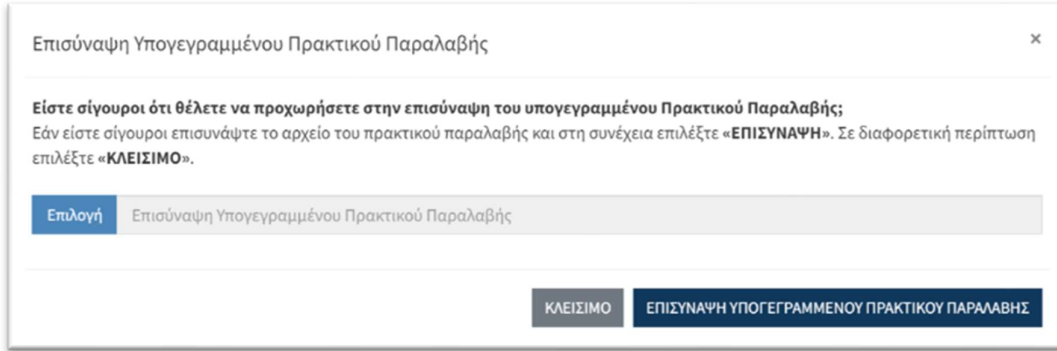 Επισύναψη Υπογεγραμμένου Πρακτικού Παραλαβής ×
Είστε σίγουροι ότι θέλετε να προχωρήσετε στην επισύναψη του υπογεγραμμένου Πρακτικού Παραλαβής;
Εάν είστε σίγουροι επισυνάψτε το αρχείο του πρακτικού παραλαβής και στη συνέχεια επιλέξτε «ΕΠΙΣΥΝΑΨΗ». Σε διαφορετική περίπτωση
επιλέξτε «ΚΛΕΙΣΙΜΟ».
Επιλογή Επισύναψη Υπογεγραμμένου Πρακτικού Παραλαβής
ΚΛΕΙΣΙΜΟ ΕΠΙΣΥΝΑΨΗ ΥΠΟΓΕΓΡΑΜΜΕΝΟΥ ΠΡΑΚΤΙΚΟΥ ΠΑΡΑΛΑΒΗΣ